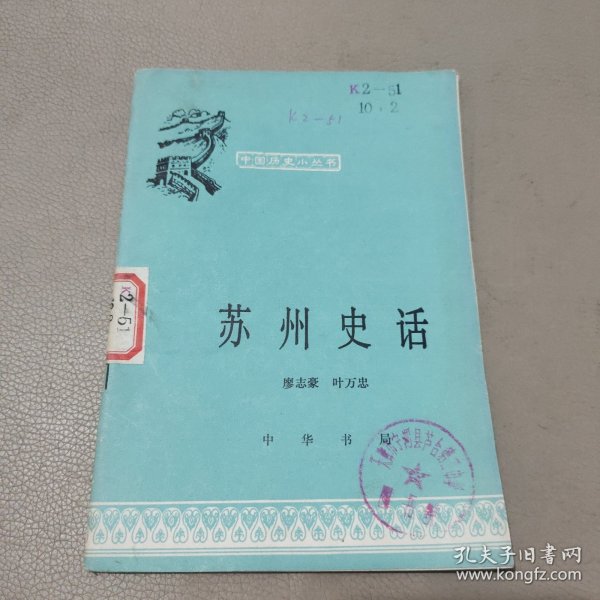 K2—51
10.2
K2—51
中国历史小丛书
K2—51
苏州史话
廖志豪 叶万忠
中华书局
孔夫子旧书网
www.kongfz.com